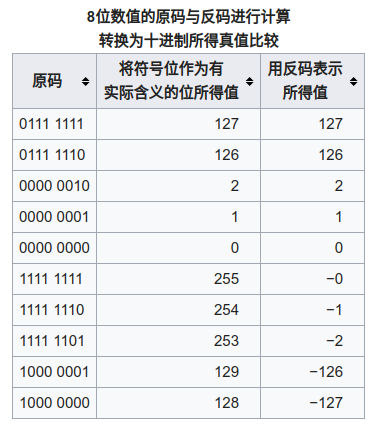 8位数值的原码与反码进行计算
转换为十进制所得真值比较
原码 将符号位作为有实际含义的位所得值 用反码表示所得值
0111 1111 127 127
0111 1110 126 126
0000 0010 2 2
0000 0001 1 1
0000 0000 0 0
1111 1111 255 −0
1111 1110 254 −1
1111 1101 253 −2
1000 0001 129 −126
1000 0000 128 −127